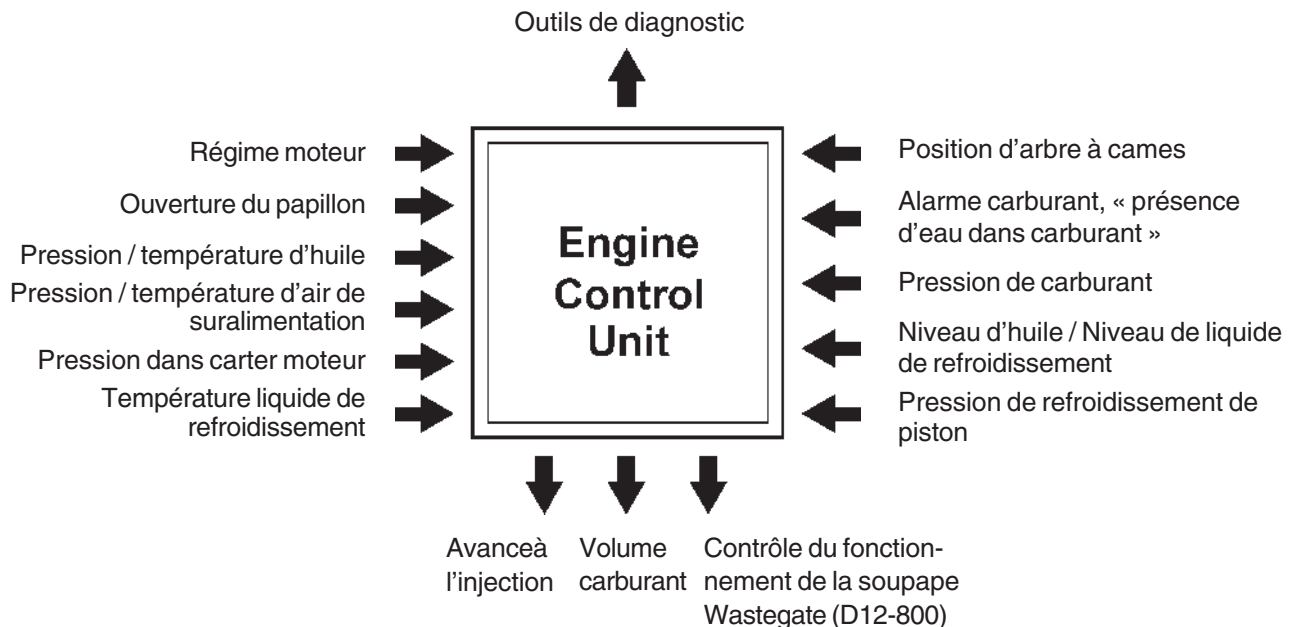 Outils de diagnostic
Régime moteur
Ouverture du papillon
Pression / température d'huile
Pression / température d'air de
suralimentation
Pression dans carter moteur
Température liquide de
refroidissement
Engine
Control
Unit
Position d'arbre à cames
Alarme carburant, « présence
d'eau dans carburant »
Pression de carburant
Niveau d'huile / Niveau de liquide
de refroidissement
Pression de refroidissement de
piston
Avanceà
l'injection
Volume
carburant
Contrôle du fonction-
nement de la soupape
Wastegate (D12-800)